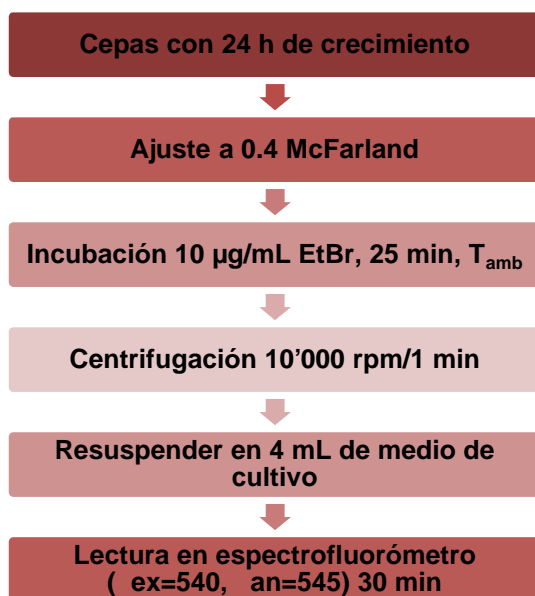 Cepas con 24 h de crecimiento
Ajuste a 0.4 McFarland
Incubación 10 µg/mL EtBr, 25 min, Tamb
Centrifugación 10’000 rpm/1 min
Resuspender en 4 mL de medio de
cultivo
Lectura en espectrofluorómetro
( ex=540, an=545) 30 min